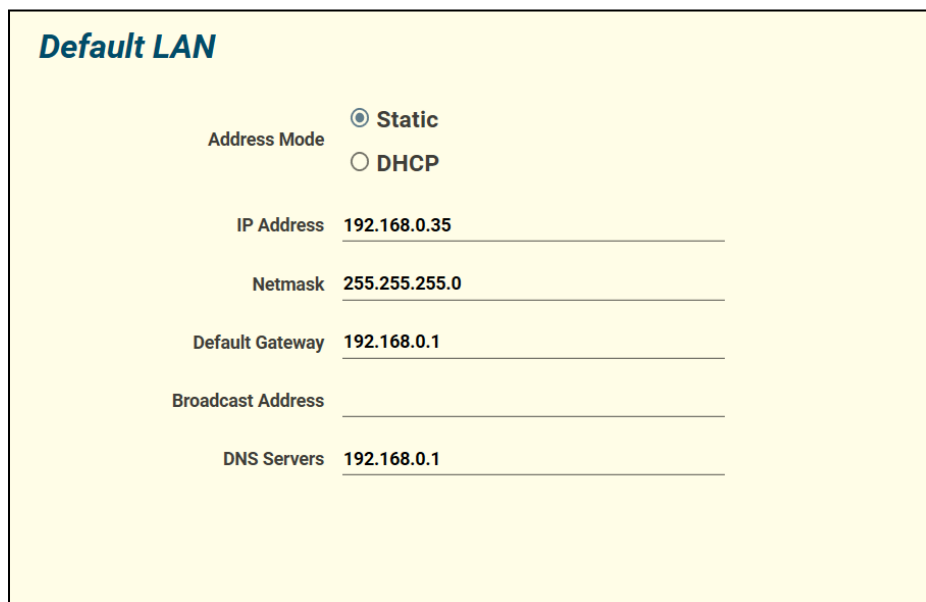 Default LAN
Address Mode
Static
DHCP
IP Address 192.168.0.35
Netmask 255.255.255.0
Default Gateway 192.168.0.1
Broadcast Address
DNS Servers 192.168.0.1